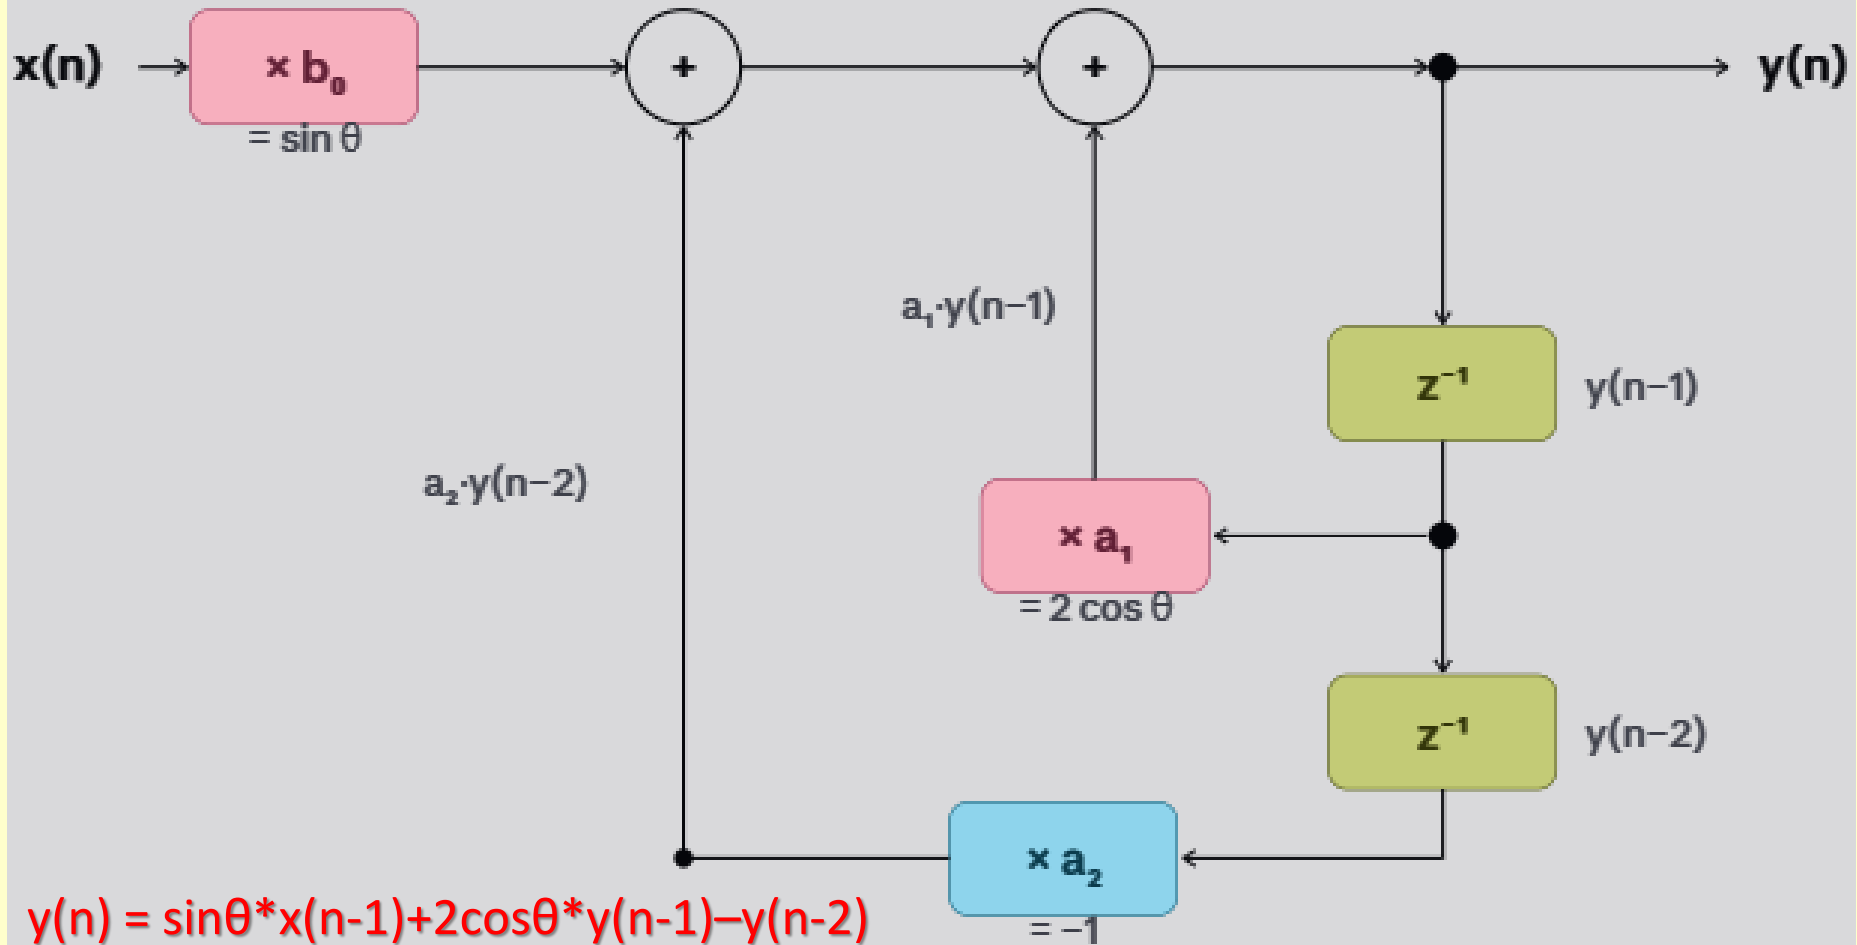 x(n)
× b₀
= sin θ
+
+
y(n)
a₁·y(n−1)
z⁻¹
y(n−1)
a₂·y(n−2)
× a₁
= 2 cos θ
z⁻¹
y(n−2)
× a₂
= −1
y(n) = sinθ*x(n-1)+2cosθ*y(n-1)–y(n-2)